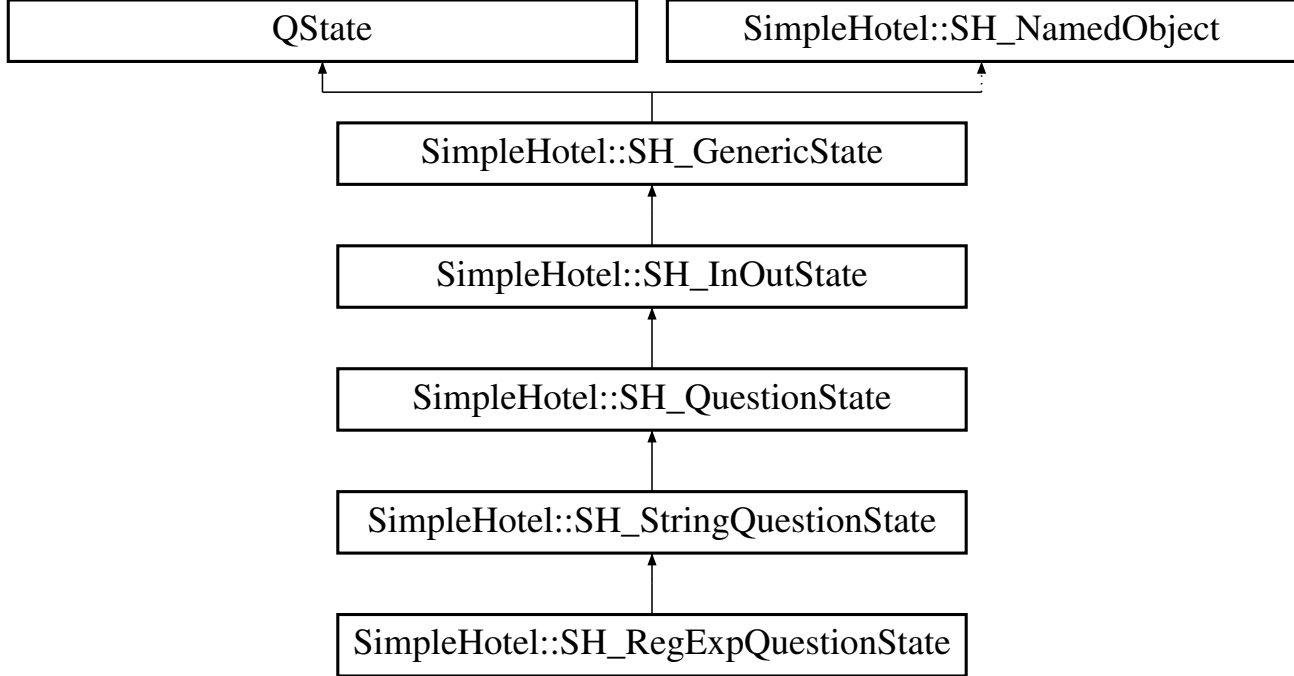 QState
SimpleHotel::SH_NamedObject
SimpleHotel::SH_GenericState
SimpleHotel::SH_InOutState
SimpleHotel::SH_QuestionState
SimpleHotel::SH_StringQuestionState
SimpleHotel::SH_RegExpQuestionState